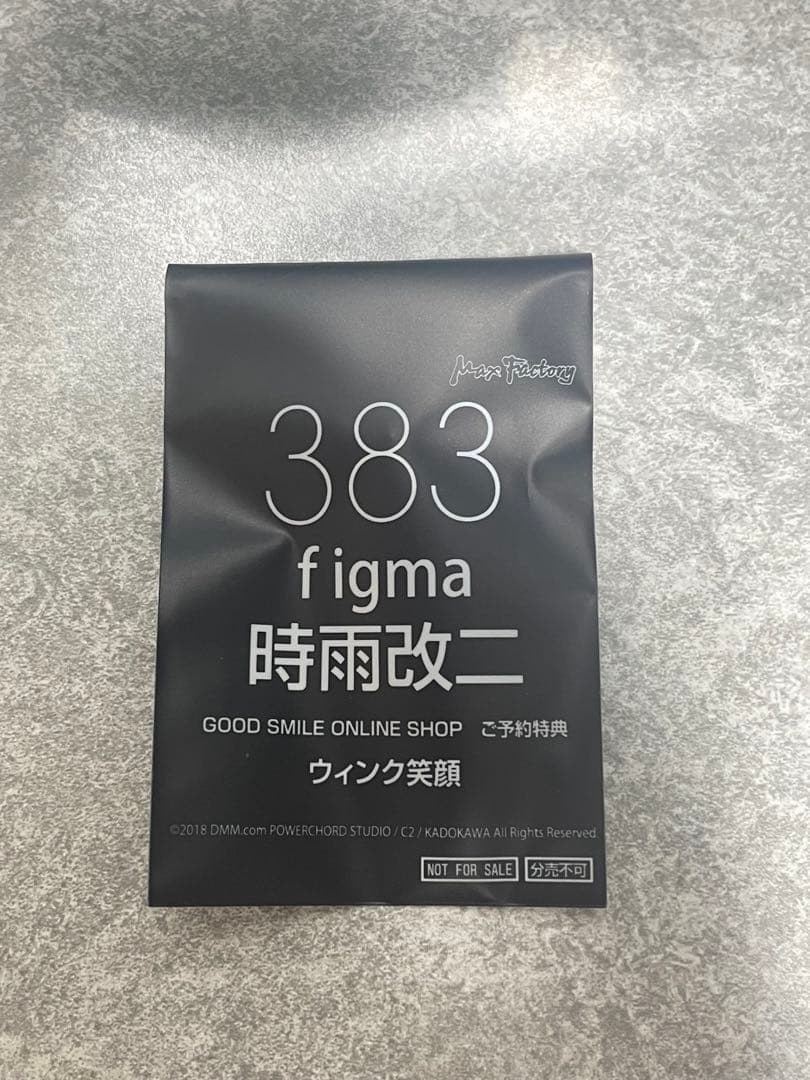 Max Factory
383
figma
時雨改二
GOOD SMILE ONLINE SHOP ご予約特典
ウィンク笑顔
©2018 DMM.com POWERCHORD STUDIO / C2 / KADOKAWA All Rights Reserved.
NOT FOR SALE 分売不可